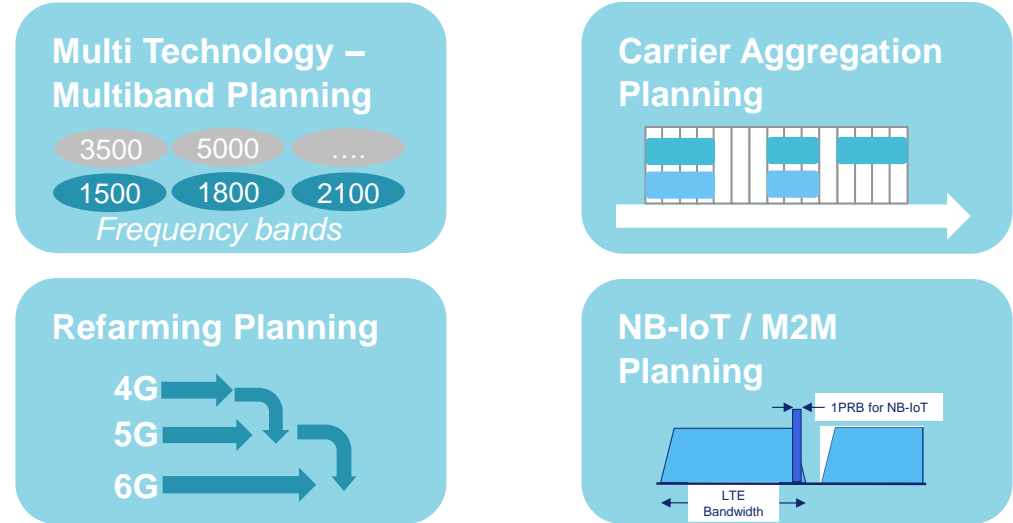 Multi Technology –
Multiband Planning
3500 5000 ....
1500 1800 2100
Frequency bands
Carrier Aggregation
Planning
Refarming Planning
4G
5G
6G
NB-IoT / M2M
Planning
1PRB for NB-IoT
LTE
Bandwidth